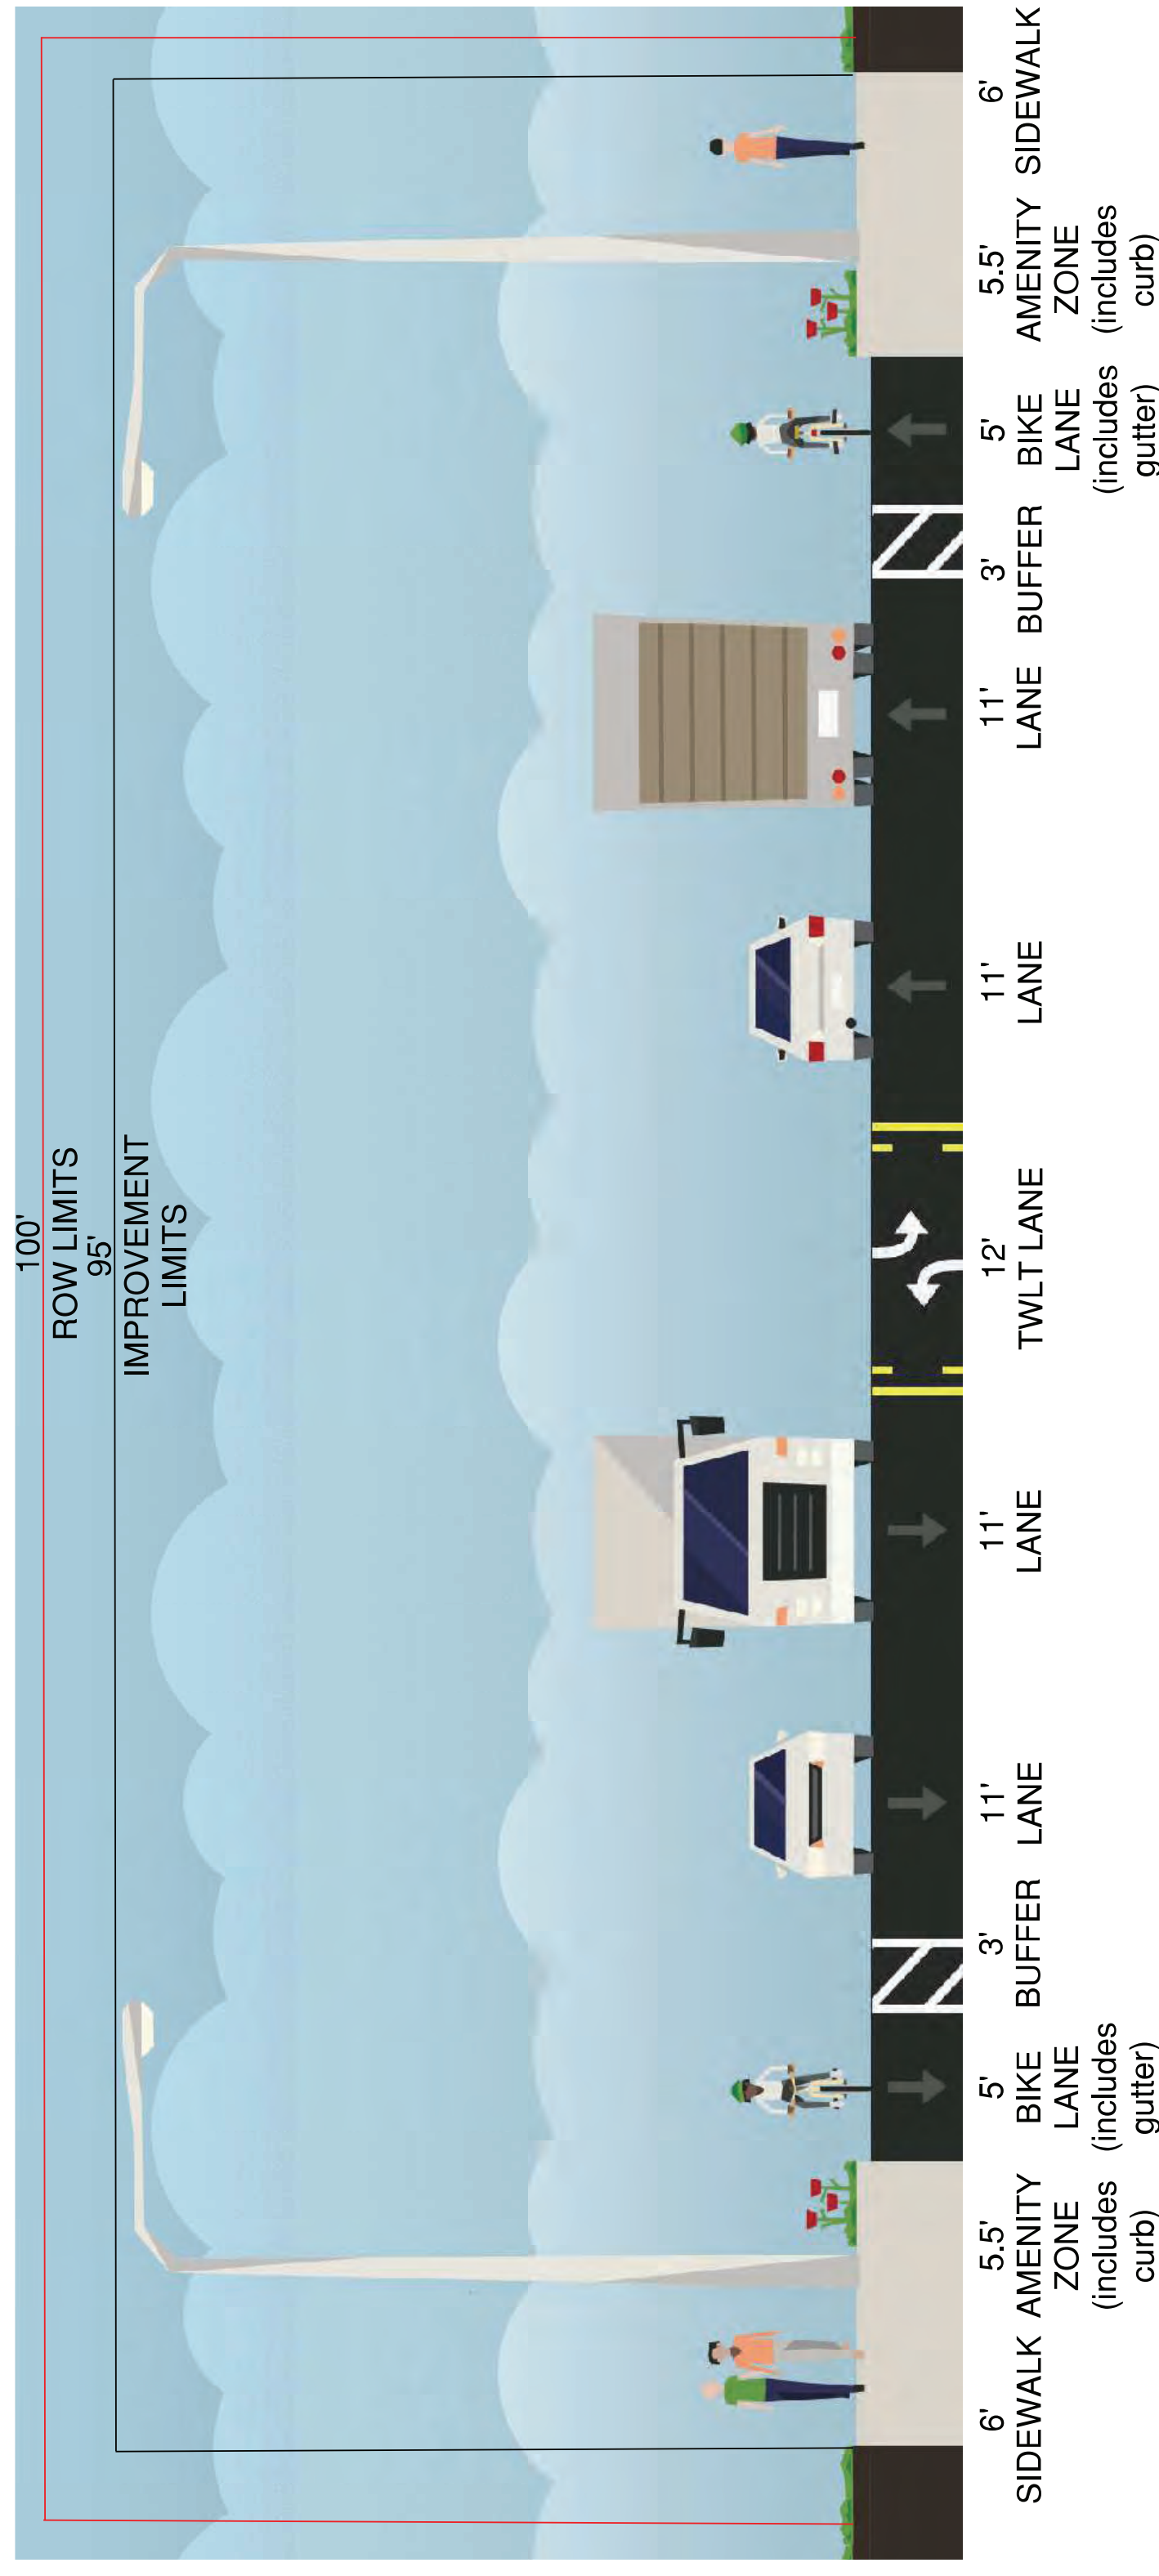 100'
ROW LIMITS
95'
IMPROVEMENT
LIMITS
6'
SIDEWALK
5.5'
AMENITY
ZONE
(includes
curb)
5'
BIKE
LANE
(includes
gutter)
3'
BUFFER
11'
LANE
11'
LANE
12'
TWLT LANE
11'
LANE
11'
LANE
3'
BUFFER
5'
BIKE
LANE
(includes
gutter)
5.5'
AMENITY
ZONE
(includes
curb)
6'
SIDEWALK